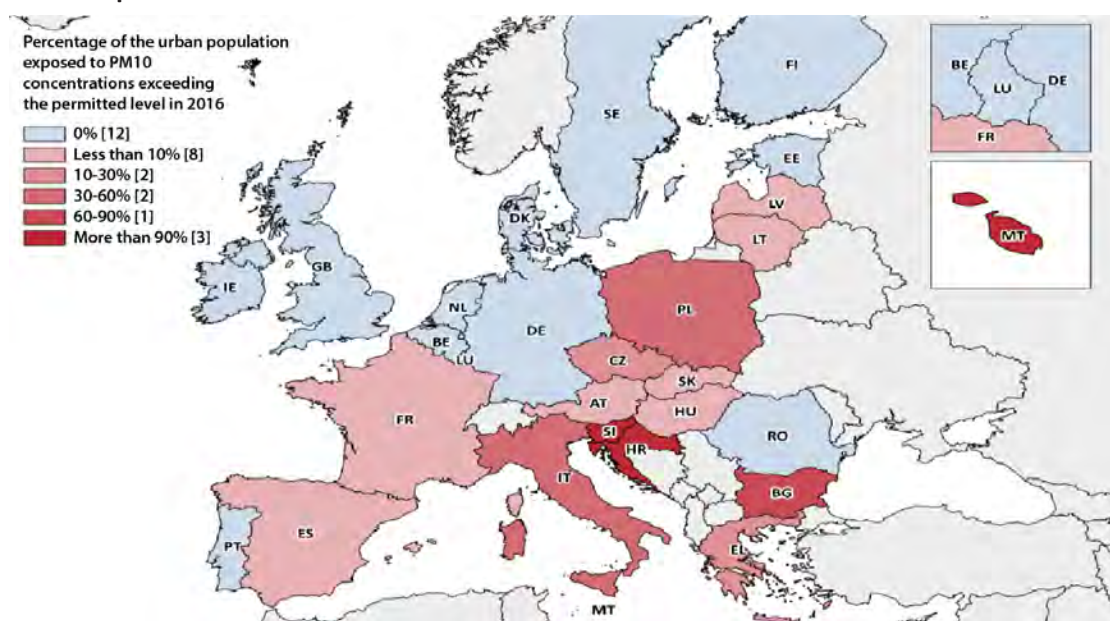 Percentage of the urban population
exposed to PM10
concentrations exceeding
the permitted level in 2016
0% [12]
Less than 10% [8]
10-30% [2]
30-60% [2]
60-90% [1]
More than 90% [3]
FI
SE
EE
LV
LT
DK
GB
IE
NL
BE
LU
DE
PL
CZ
SK
AT
HU
FR
SI
HR
RO
IT
BG
ES
PT
EL
MT
BE
LU
DE
FR
MT